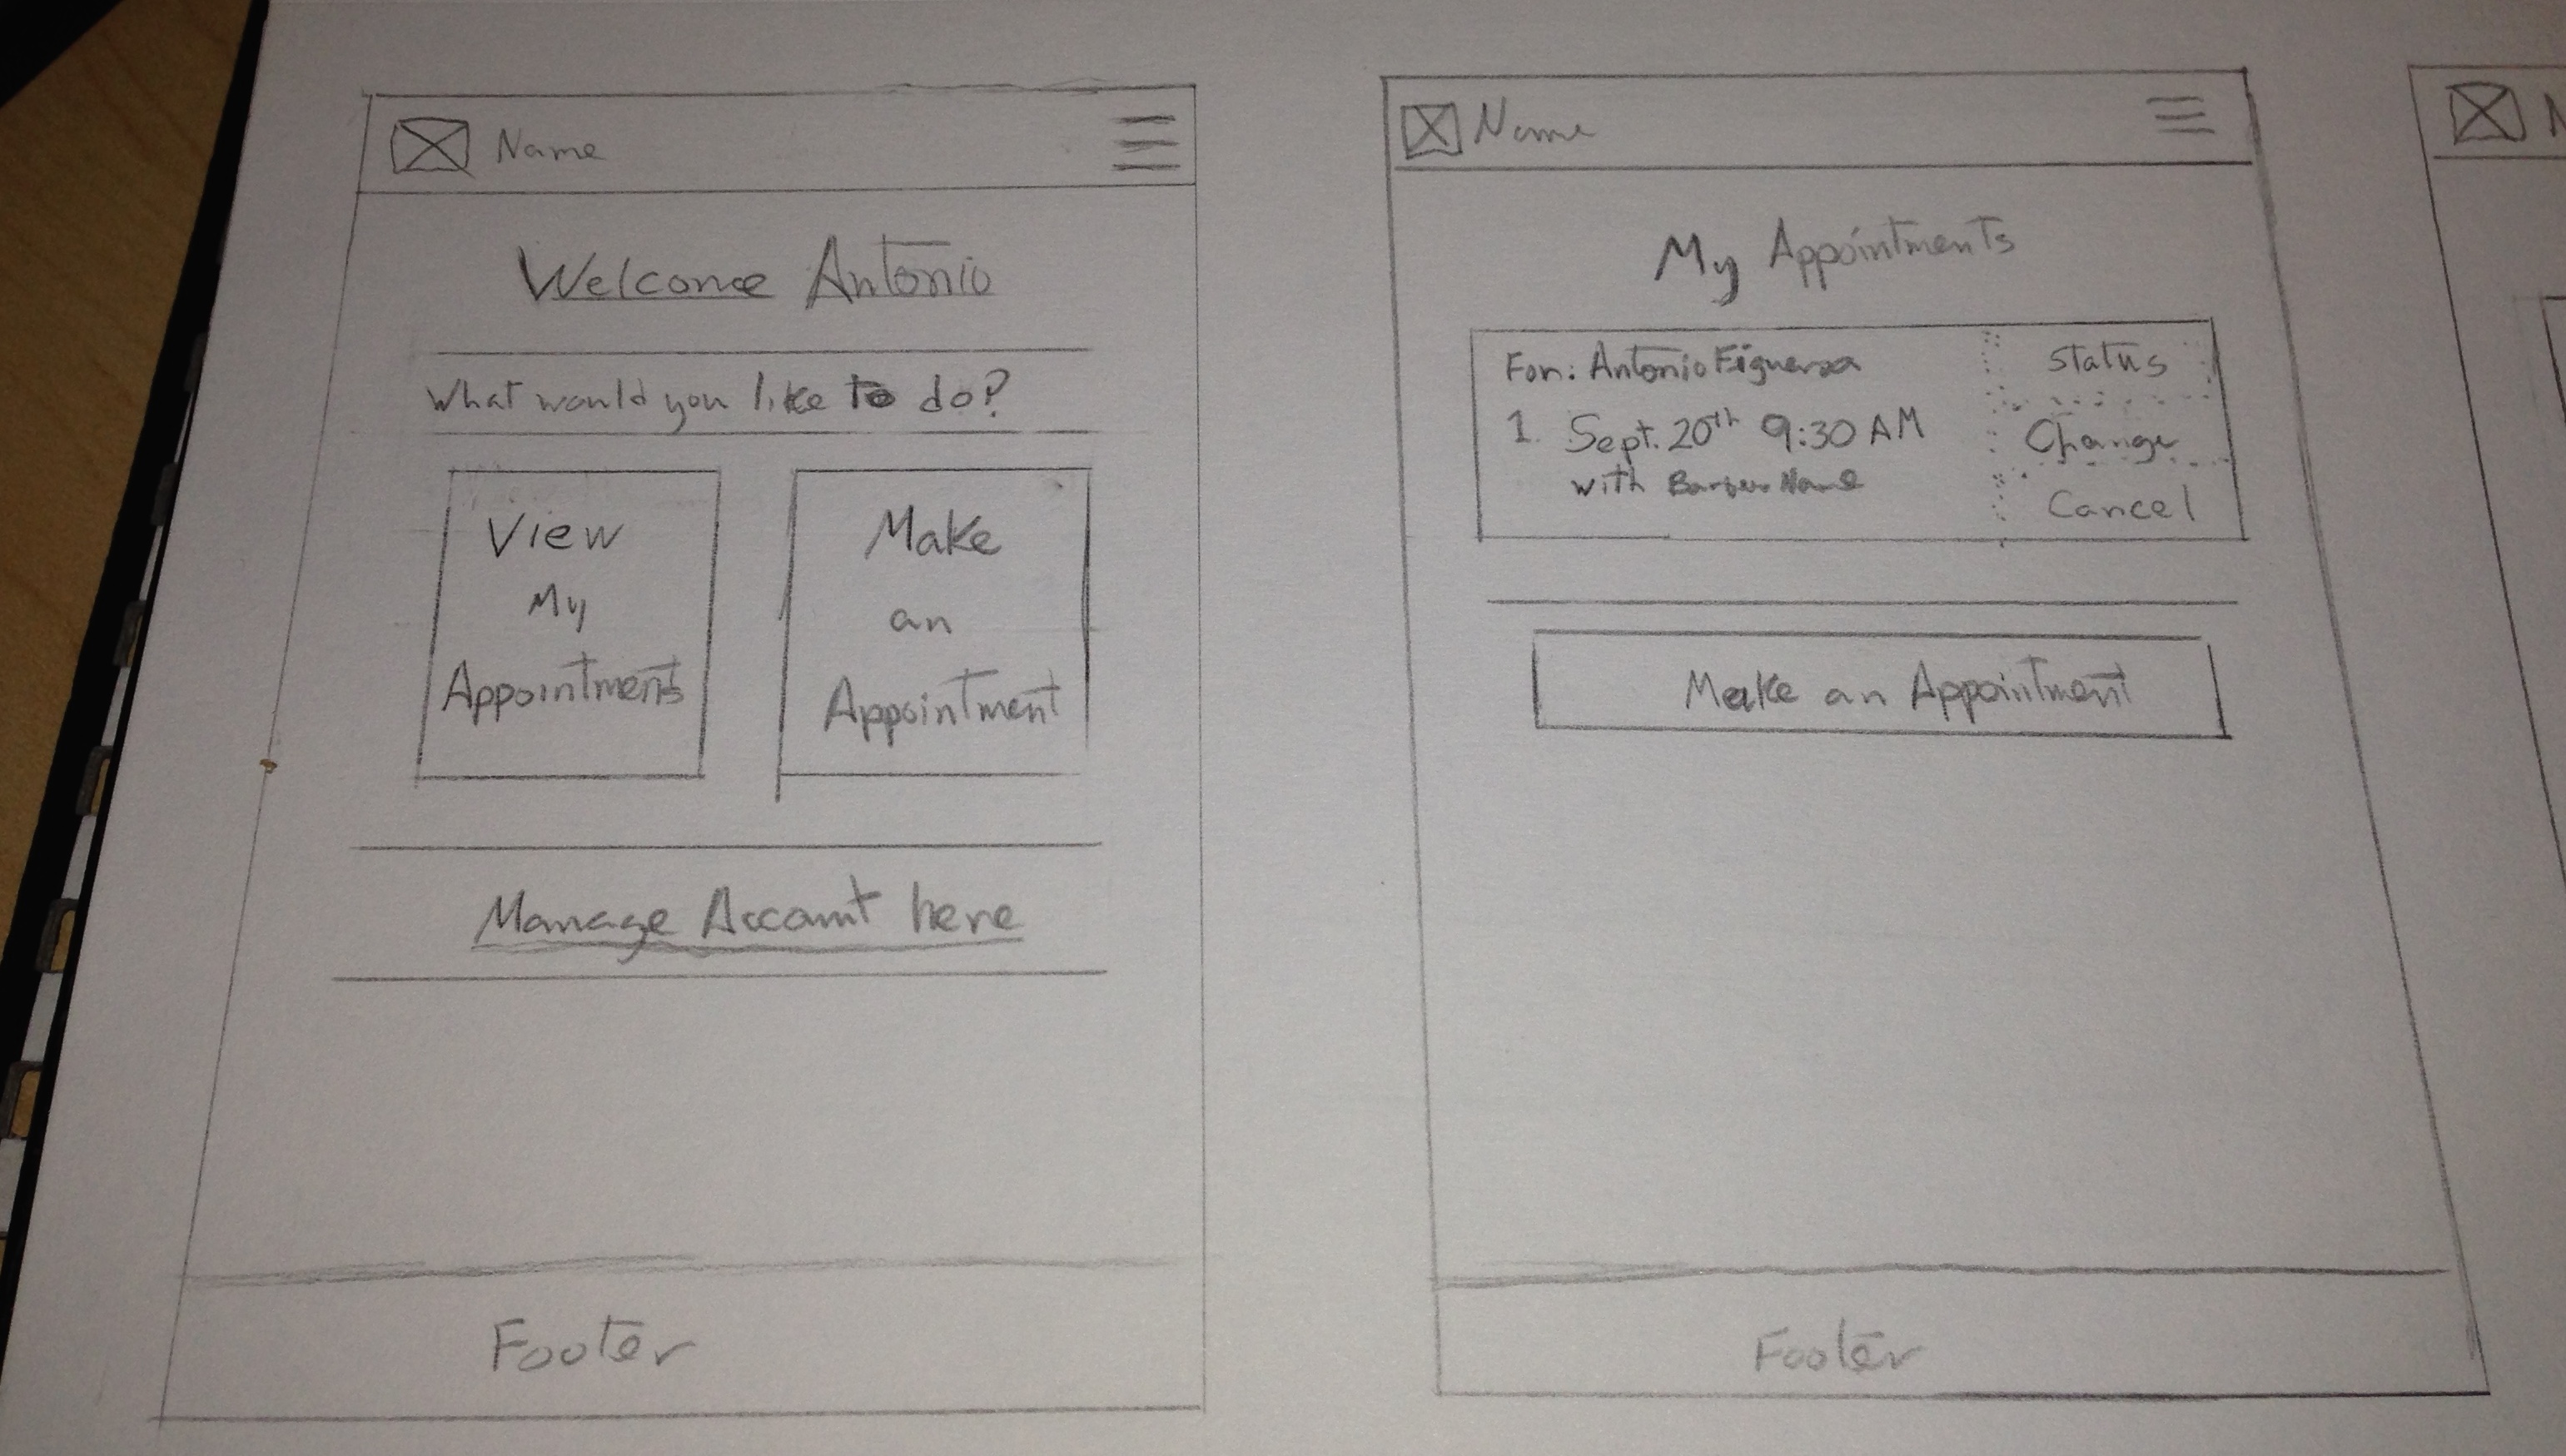 Name
Welcome Antonio
What would you like to do?
View
My
Appointments
Make
an
Appointment
Manage Account here
Footer
Name
My Appointments
For: Antonio Figueroa
1. Sept. 20th 9:30 AM
with Barber Name
Status
Change
Cancel
Make an Appointment
Footer
N